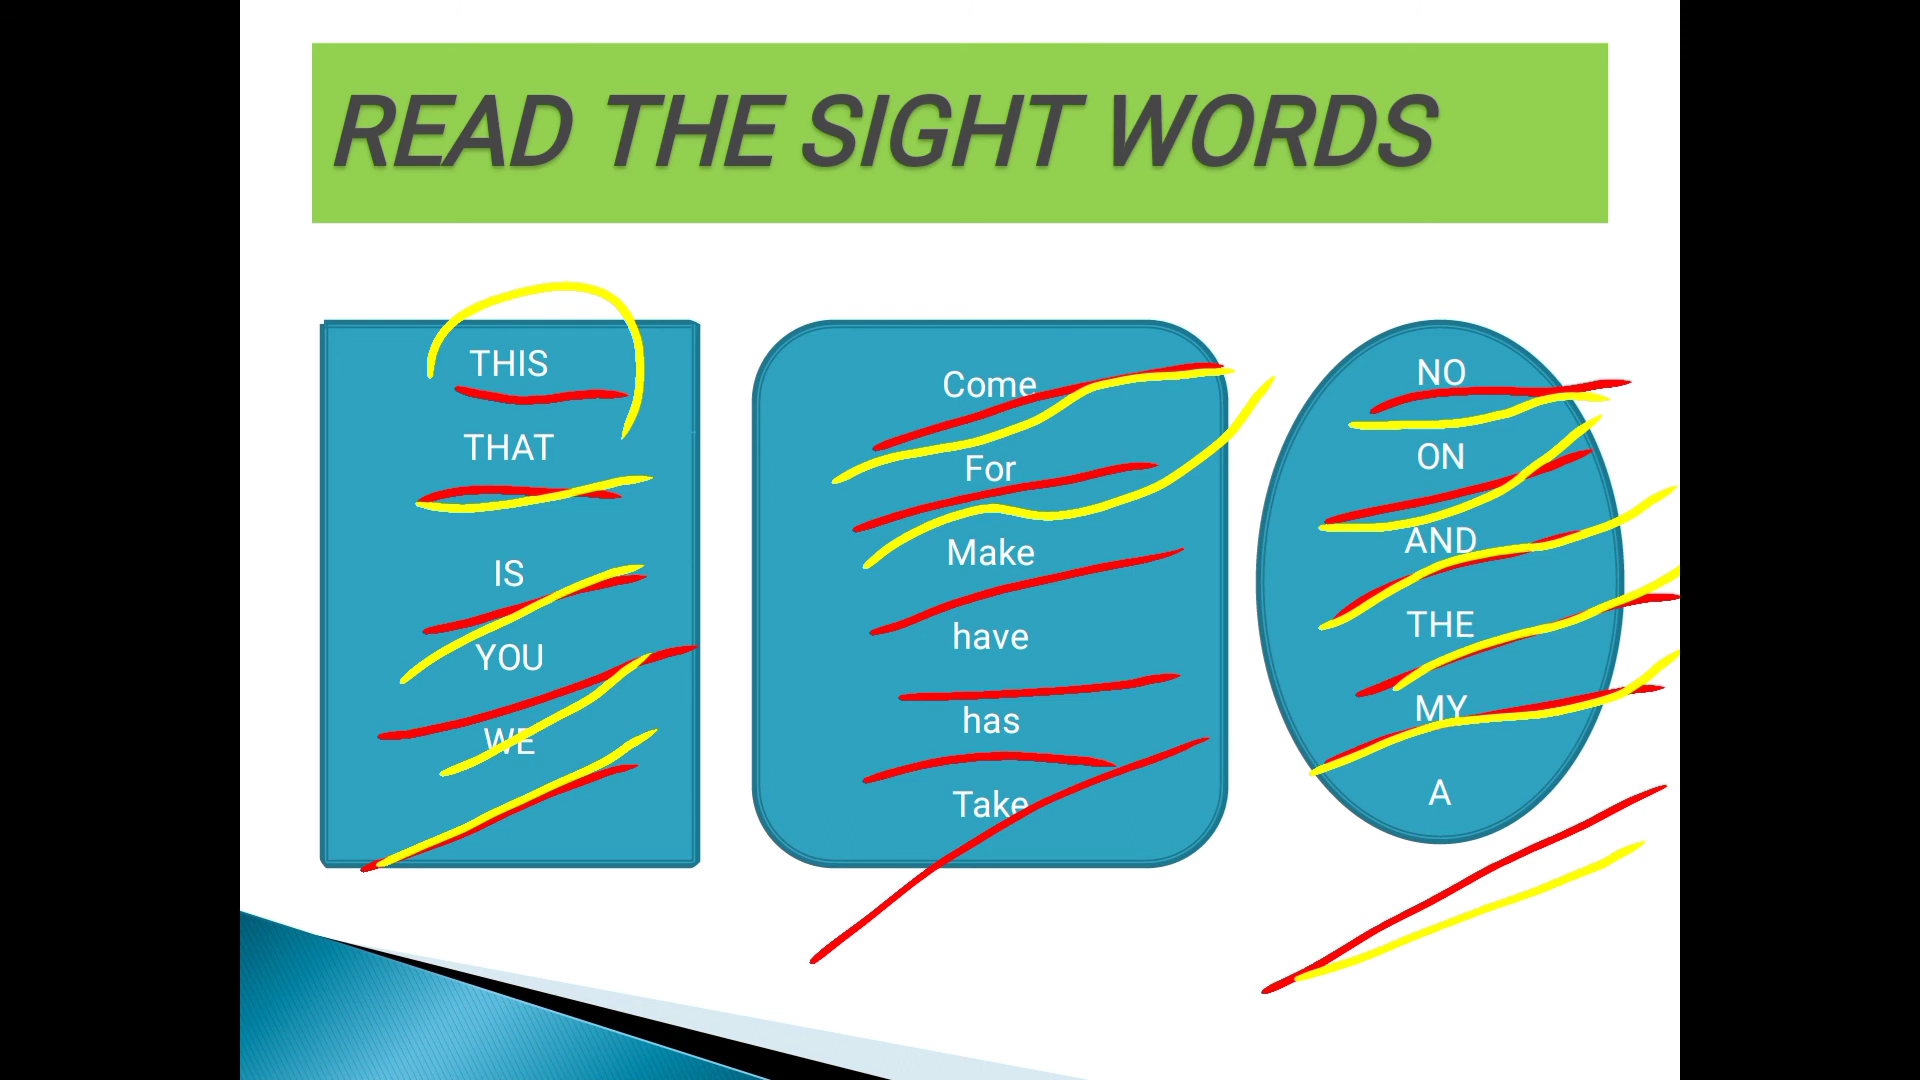 READ THE SIGHT WORDS
THIS
THAT
IS
YOU
WE
Come
For
Make
have
has
Take
NO
ON
AND
THE
MY
A